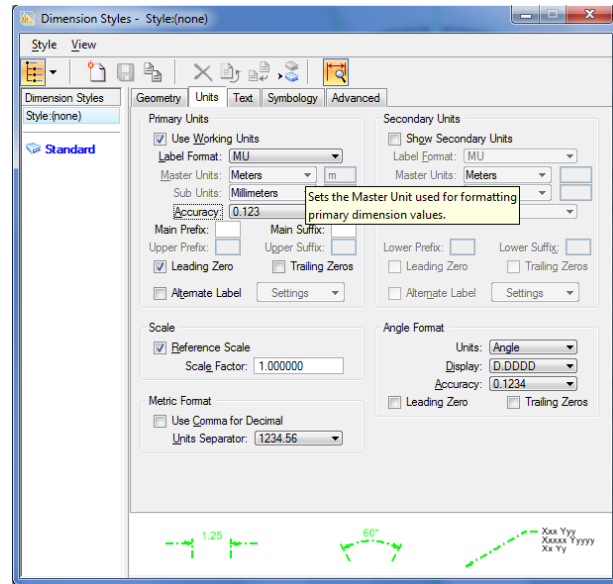 Dimension Styles - Style:(none)
Style View
Dimension Styles
Style:(none)
Standard
Geometry Units Text Symbology Advanced
Primary Units
Use Working Units
Label Format: MU
Master Units: Meters m
Sub Units: Millimeters
Accuracy: 0.123
Sets the Master Unit used for formatting
primary dimension values.
Main Prefix: Main Suffix:
Upper Prefix: Upper Suffix:
Leading Zero Trailing Zeros
Alternate Label Settings
Secondary Units
Show Secondary Units
Label Format: MU
Master Units: Meters
Lower Prefix: Lower Suffix:
Leading Zero Trailing Zeros
Alternate Label Settings
Scale
Reference Scale
Scale Factor: 1.000000
Angle Format
Units: Angle
Display: D.DDDD
Accuracy: 0.1234
Leading Zero Trailing Zeros
Metric Format
Use Comma for Decimal
Units Separator: 1234.56
1.25
60°
Xxx Yyy
Xxxxx Yyyyy
Xx Yy